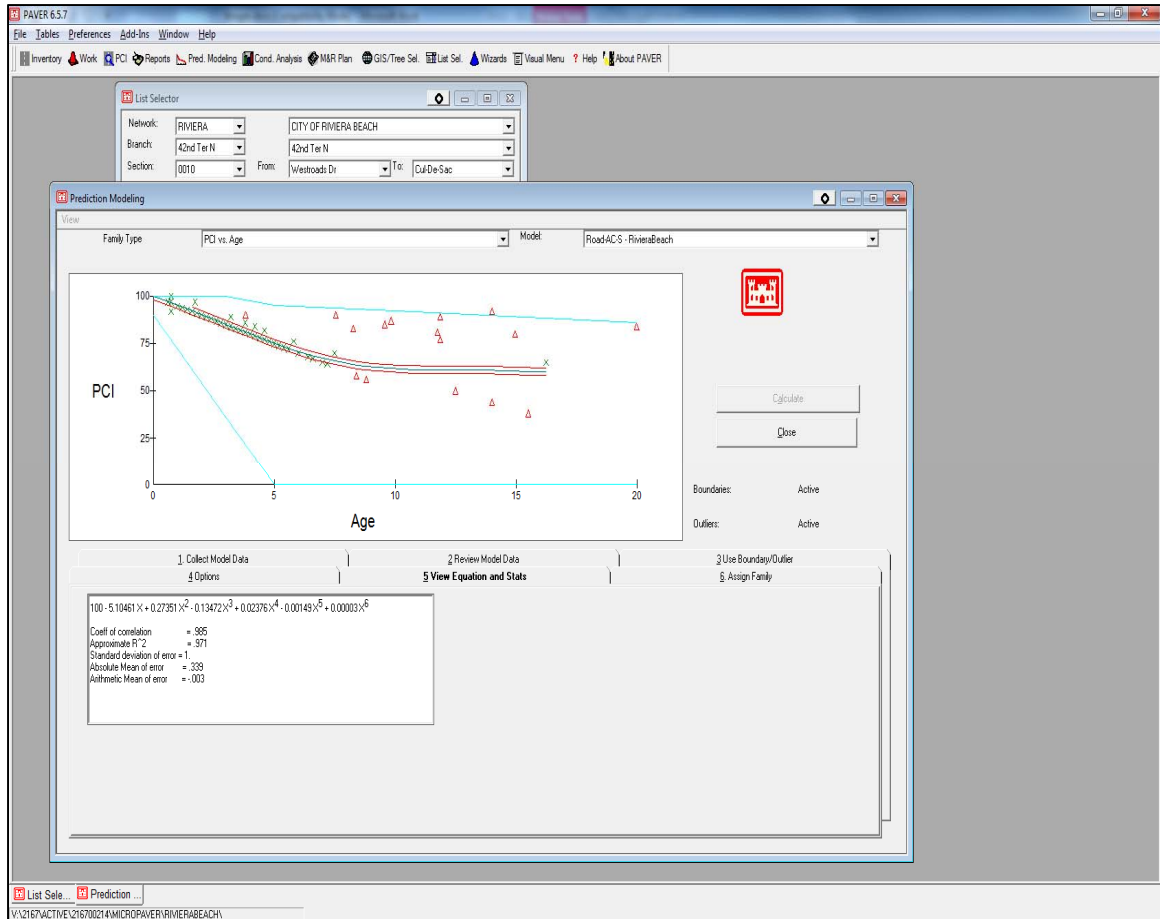 PAVER 6.5.7
File Tables Preferences Add-Ins Window Help
Inventory Work PCI Reports Pred. Modeling Cond. Analysis M&R Plan GIS/Tree Sel. List Sel. Wizards Visual Menu ? Help About PAVER
List Selector
Network: RIVIERA CITY OF RIVIERA BEACH
Branch: 42nd Ter N 42nd Ter N
Section: 0010 From: Westroads Dr To: Cul-De-Sac
Prediction Modeling
View
Family Type PCI vs. Age Model: Road-AC-S - RivieraBeach
100
75
PCI 50
25
0
0 5 10 15 20
Age
Calculate
Close
Boundaries: Active
Outliers: Active
1. Collect Model Data 2 Review Model Data 3 Use Boundary/Outlier
4 Options 5 View Equation and Stats 6. Assign Family
100 - 5.10461 X + 0.27351 X^2 - 0.13472 X^3 + 0.02376 X^4 - 0.00149 X^5 + 0.00003 X^6
Coeff of correlation = .985
Approximate R^2 = .971
Standard deviation of error = 1.
Absolute Mean of error = .339
Arithmetic Mean of error = -.003
List Sele... Prediction ...
V:\2167\ACTIVE\216700214\MICROPAVER\RIVIERABEACH\